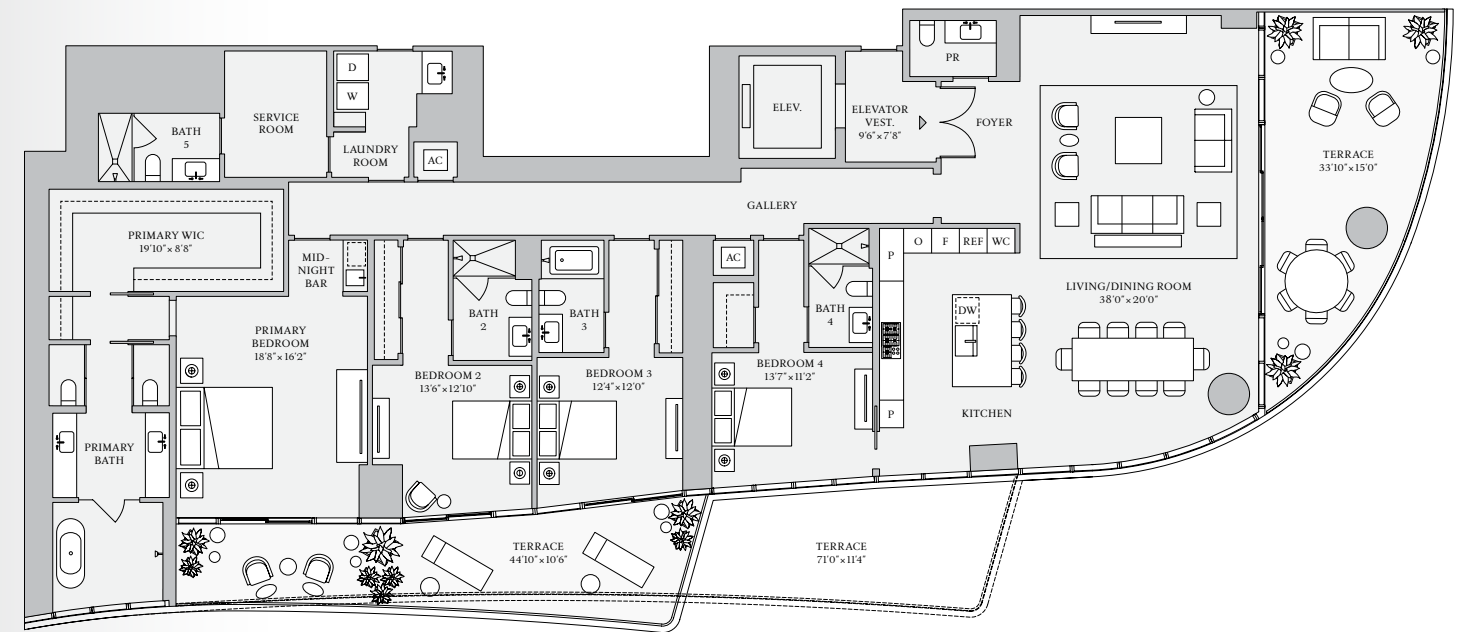 PR
D
W
SERVICE
ROOM
BATH
5
LAUNDRY
ROOM
AC
ELEV.
ELEVATOR
VEST.
9'6"×7'8"
FOYER
TERRACE
33'10"×15'0"
GALLERY
PRIMARY WIC
19'10"×8'8"
MID-
NIGHT
BAR
AC
P
O
F
REF
WC
LIVING/DINING ROOM
38'0"×20'0"
PRIMARY
BEDROOM
18'8"×16'2"
BATH
2
BATH
3
BATH
4
DW
BEDROOM 2
13'6"×12'10"
BEDROOM 3
12'4"×12'0"
BEDROOM 4
13'7"×11'2"
P
KITCHEN
PRIMARY
BATH
TERRACE
44'10"×10'6"
TERRACE
71'0"×11'4"